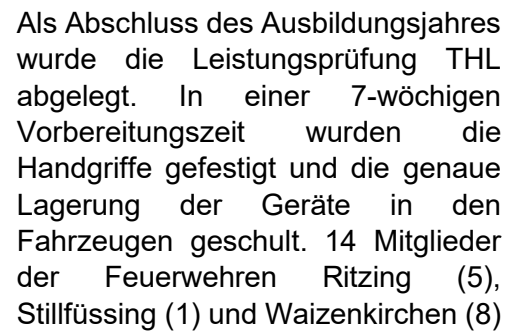 Als Abschluss des Ausbildungsjahres
wurde die Leistungsprüfung THL
abgelegt. In einer 7-wöchigen
Vorbereitungszeit wurden die
Handgriffe gefestigt und die genaue
Lagerung der Geräte in den
Fahrzeugen geschult. 14 Mitglieder
der Feuerwehren Ritzing (5),
Stillfüssing (1) und Waizenkirchen (8)